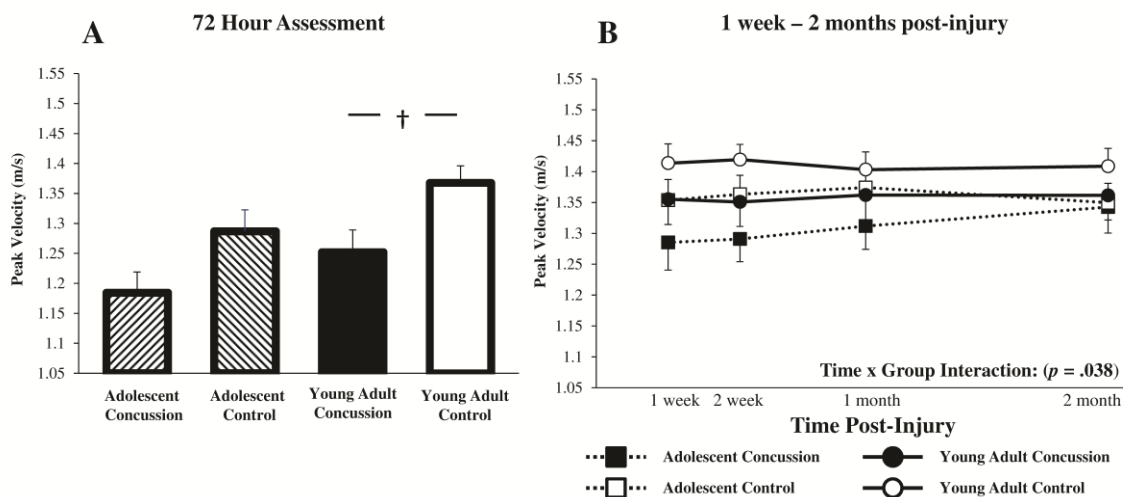 A
72 Hour Assessment
Peak Velocity (m/s)
1.55
1.5
1.45
1.4
1.35
1.3
1.25
1.2
1.15
1.1
1.05
†
Adolescent
Concussion
Adolescent
Control
Young Adult
Concussion
Young Adult
Control
B
1 week – 2 months post-injury
Peak Velocity (m/s)
1.55
1.5
1.45
1.4
1.35
1.3
1.25
1.2
1.15
1.1
1.05
Time x Group Interaction: (p = .038)
1 week
2 week
1 month
2 month
Time Post-Injury
Adolescent Concussion
Young Adult Concussion
Adolescent Control
Young Adult Control